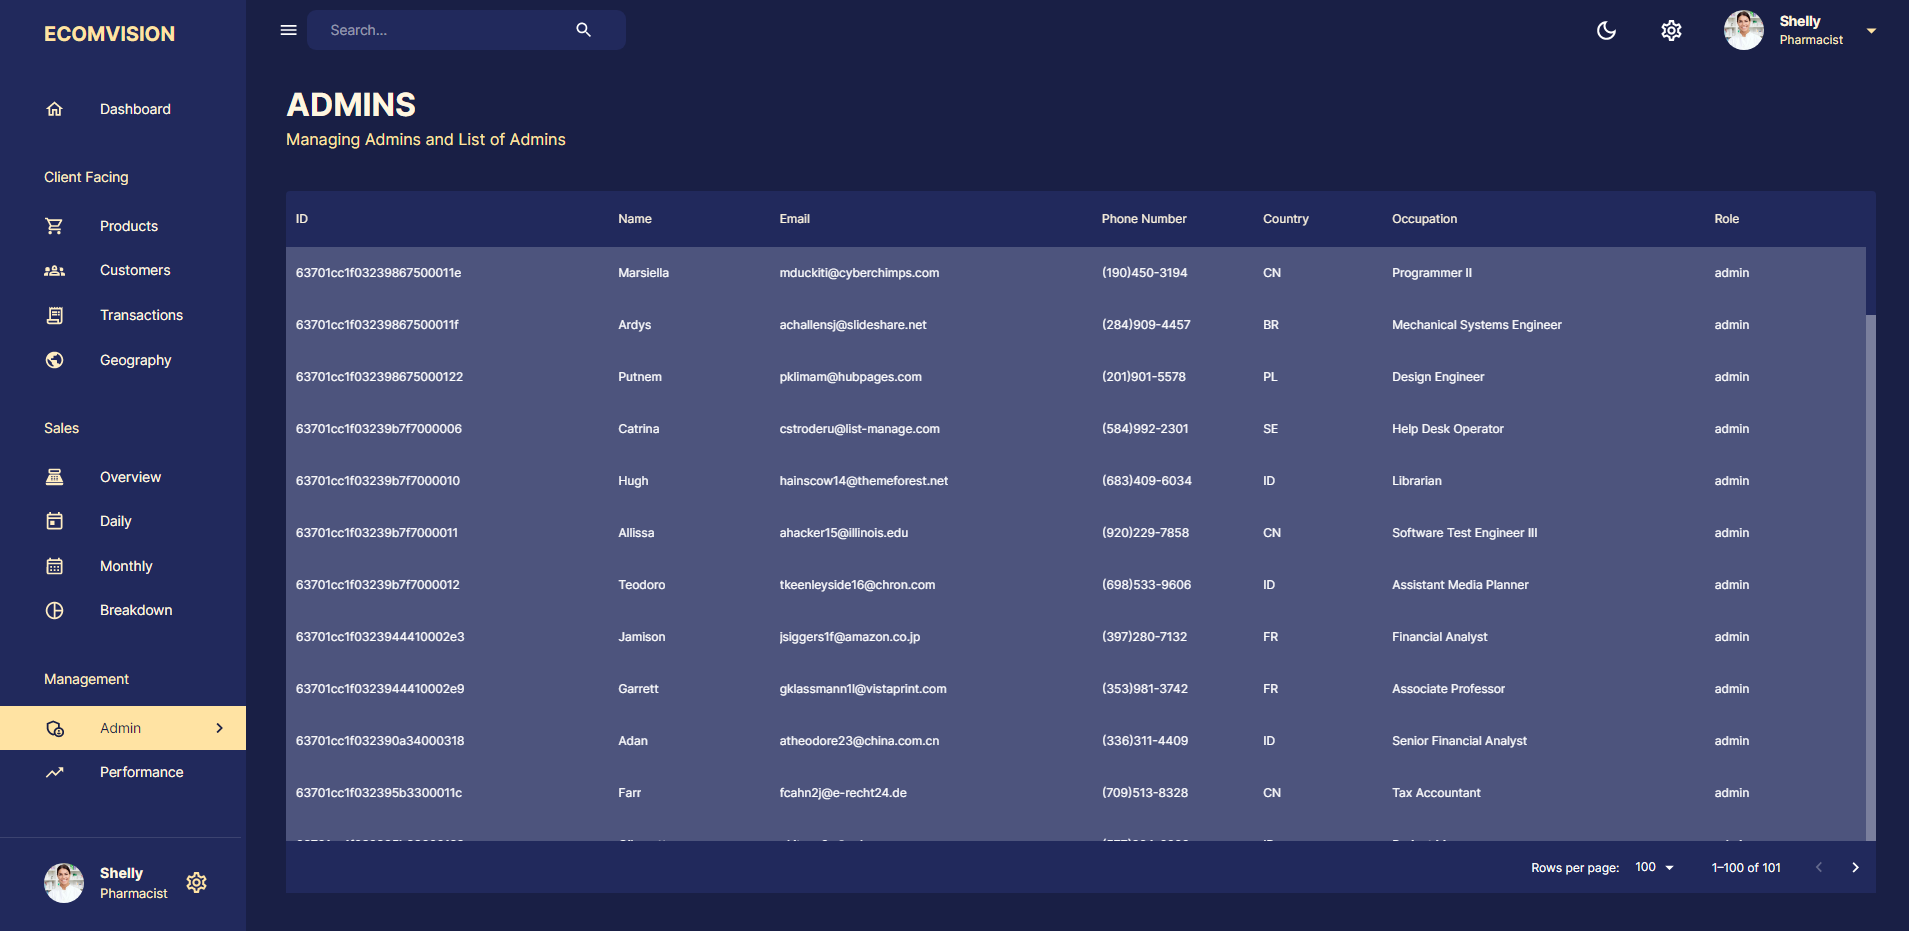 ECOMVISION
Dashboard
Client Facing
Products
Customers
Transactions
Geography
Sales
Overview
Daily
Monthly
Breakdown
Management
Admin
Performance
Shelly
Pharmacist
Search...
Shelly
Pharmacist
ADMINS
Managing Admins and List of Admins
ID Name Email Phone Number Country Occupation Role
63701cc1f03239867500011e Marsiella mduckiti@cyberchimps.com (190)450-3194 CN Programmer II admin
63701cc1f03239867500011f Ardys achallensj@slideshare.net (284)909-4457 BR Mechanical Systems Engineer admin
63701cc1f032398675000122 Putnem pklimam@hubpages.com (201)901-5578 PL Design Engineer admin
63701cc1f03239b7f7000006 Catrina cstroderu@list-manage.com (584)992-2301 SE Help Desk Operator admin
63701cc1f03239b7f7000010 Hugh hainscow14@themeforest.net (683)409-6034 ID Librarian admin
63701cc1f03239b7f7000011 Allissa ahacker15@illinois.edu (920)229-7858 CN Software Test Engineer III admin
63701cc1f03239b7f7000012 Teodoro tkeenleyside16@chron.com (698)533-9606 ID Assistant Media Planner admin
63701cc1f0323944410002e3 Jamison jsiggers1f@amazon.co.jp (397)280-7132 FR Financial Analyst admin
63701cc1f0323944410002e9 Garrett gklassmann1l@vistaprint.com (353)981-3742 FR Associate Professor admin
63701cc1f032390a34000318 Adan atheodore23@china.com.cn (336)311-4409 ID Senior Financial Analyst admin
63701cc1f032395b3300011c Farr fcahn2j@e-recht24.de (709)513-8328 CN Tax Accountant admin
Rows per page: 100 1–100 of 101